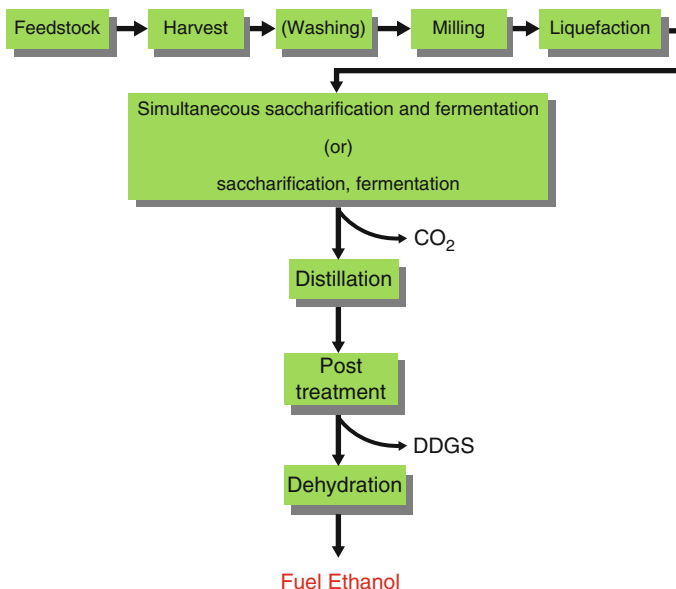 Feedstock
Harvest
(Washing)
Milling
Liquefaction
Simultaneous saccharification and fermentation
(or)
saccharification, fermentation
CO₂
Distillation
Post
treatment
DDGS
Dehydration
Fuel Ethanol